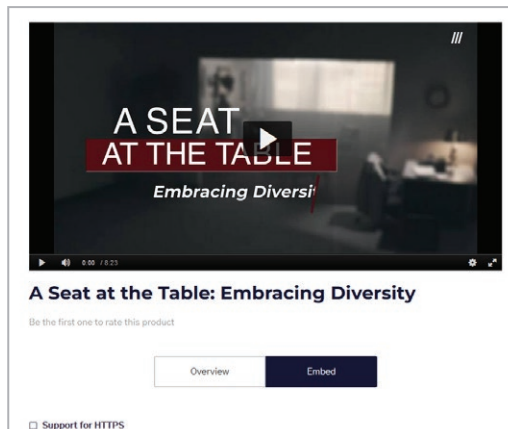 A SEAT
AT THE TABLE
Embracing Diversi
0:00 / 8:23
A Seat at the Table: Embracing Diversity
Be the first one to rate this product
Overview
Embed
Support for HTTPS